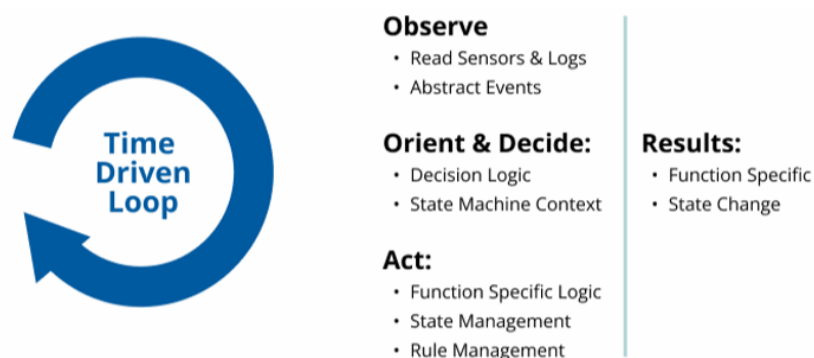 Time
Driven
Loop
Observe
• Read Sensors & Logs
• Abstract Events
Orient & Decide:
• Decision Logic
• State Machine Context
Act:
• Function Specific Logic
• State Management
• Rule Management
Results:
• Function Specific
• State Change